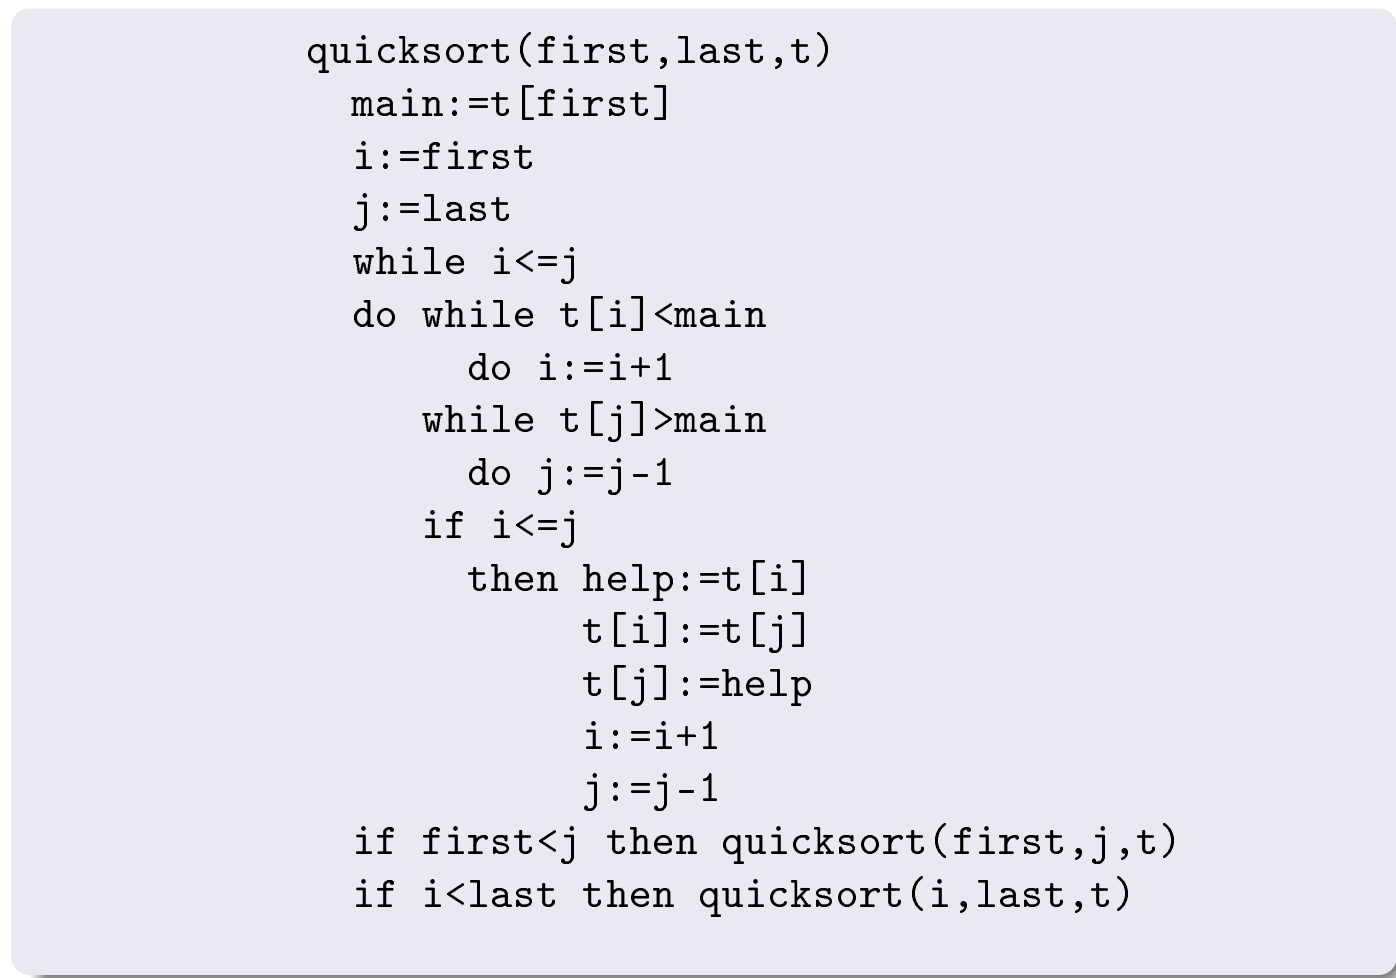 quicksort(first,last,t)
main:=t[first]
i:=first
j:=last
while i<=j
do while t[i]<main
do i:=i+1
while t[j]>main
do j:=j-1
if i<=j
then help:=t[i]
t[i]:=t[j]
t[j]:=help
i:=i+1
j:=j-1
if first<j then quicksort(first,j,t)
if i<last then quicksort(i,last,t)